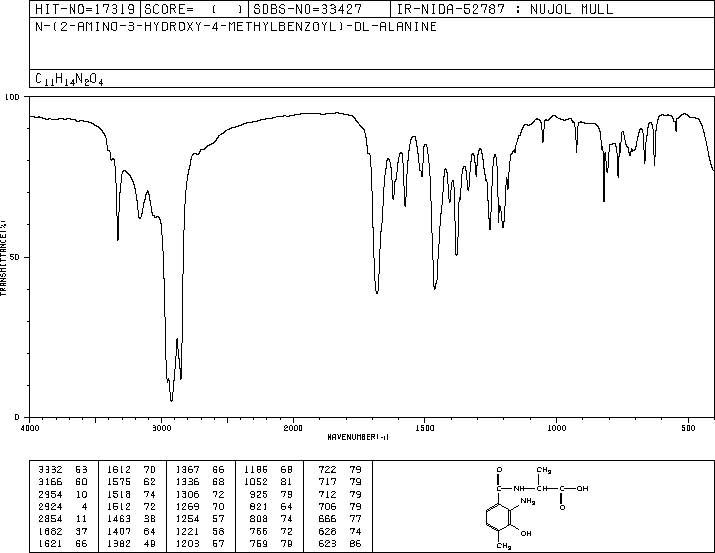 HIT-NO=17319 SCORE= ( ) SDBS-NO=33427 IR-NIDA-52787 : NUJOL MULL
N-(2-AMINO-3-HYDROXY-4-METHYLBENZOYL)-DL-ALANINE
C11H14N2O4
100
50
0
TRANSMITTANCE(%)
4000 3000 2000 1500 1000 500
WAVENUMBER(-1)
3332 53 1612 70 1367 66 1186 68 722 79
3166 60 1575 62 1336 68 1052 81 717 79
2954 10 1518 74 1306 72 925 79 712 79
2924 4 1512 72 1269 70 821 64 706 79
2854 11 1463 38 1254 57 808 74 666 77
1682 37 1407 64 1221 58 766 72 628 74
1621 66 1382 49 1203 57 759 79 623 86
O CH3
C NH CH C OH
O
NH2
OH
CH3